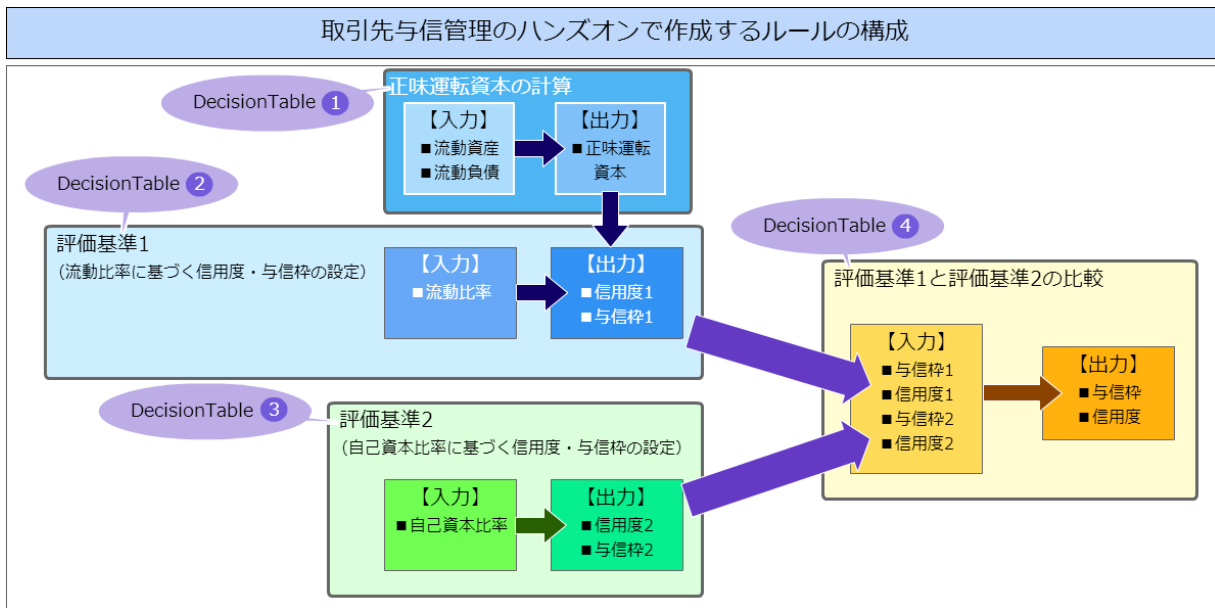 取引先与信管理のハンズオンで作成するルールの構成
DecisionTable 1
正味運転資本の計算
【入力】
■流動資産
■流動負債
【出力】
■正味運転
資本
DecisionTable 2
評価基準1
(流動比率に基づく信用度・与信枠の設定)
【入力】
■流動比率
【出力】
■信用度1
■与信枠1
DecisionTable 3
評価基準2
(自己資本比率に基づく信用度・与信枠の設定)
【入力】
■自己資本比率
【出力】
■信用度2
■与信枠2
DecisionTable 4
評価基準1と評価基準2の比較
【入力】
■与信枠1
■信用度1
■与信枠2
■信用度2
【出力】
■与信枠
■信用度